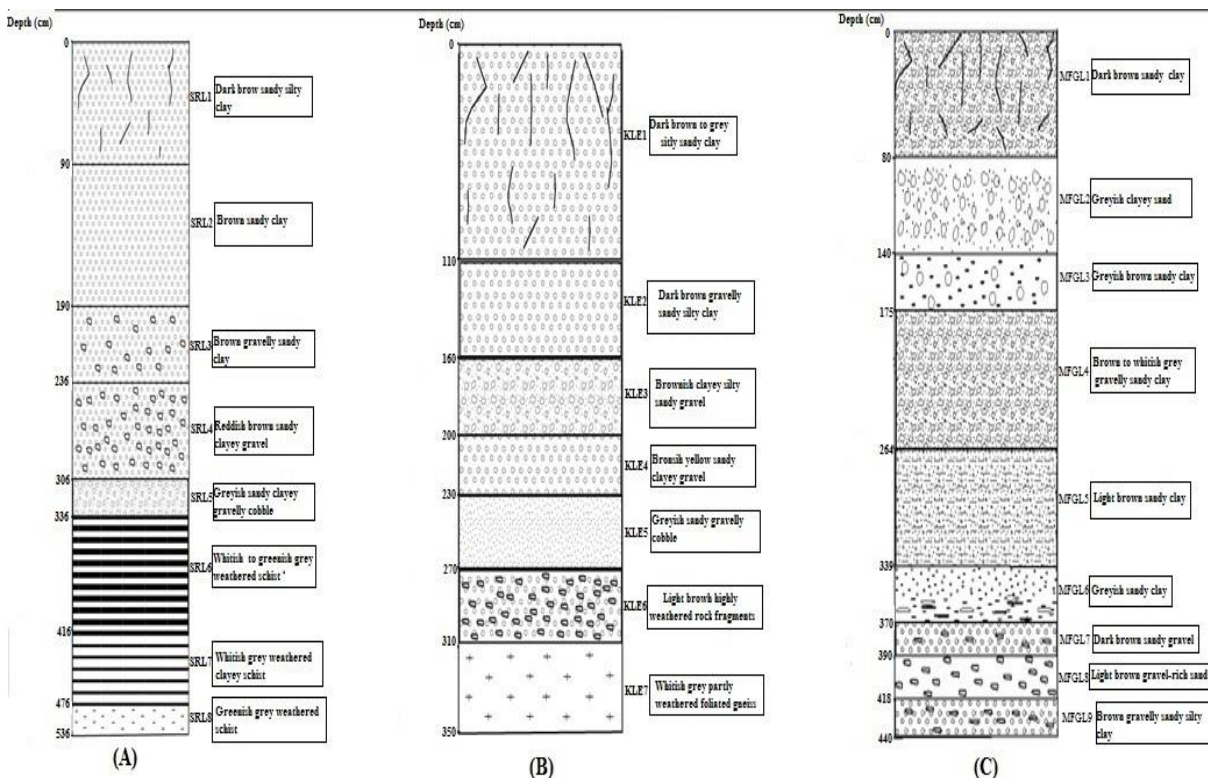 Depth (cm)
0
SRL1
Dark brow sandy silty
clay
90
SRL2
Brown sandy clay
190
SRL3
Brown gravelly sandy
clay
236
SRL4
Reddish brown sandy
clayey gravel
306
SRL5
Greyish sandy clayey
gravelly cobble
336
SRL6
Whitish to greenish grey
weathered schist
416
SRL7
Whitish grey weathered
clayey schist
476
SRL8
Greenish grey weathered
schist
536
(A)
Depth (cm)
0
KLE1
Dark brown to grey
sitly sandy clay
110
KLE2
Dark brown gravelly
sandy silty clay
160
KLE3
Brownish clayey silty
sandy gravel
200
KLE4
Bronsih yellow sandy
clayey gravel
230
KLE5
Greyish sandy gravelly
cobble
270
KLE6
Light brown highly
weathered rock fragments
310
KLE7
Whitish grey partly
weathered foliated gneiss
350
(B)
Depth (cm)
0
MFGL1
Dark brown sandy clay
80
MFGL2
Greyish clayey sand
140
MFGL3
Greyish brown sandy clay
175
MFGL4
Brown to whitish grey
gravelly sandy clay
264
MFGL5
Light brown sandy clay
339
MFGL6
Greyish sandy clay
370
MFGL7
Dark brown sandy gravel
390
MFGL8
Light brown gravel-rich sand
418
MFGL9
Brown gravelly sandy silty
clay
440
(C)